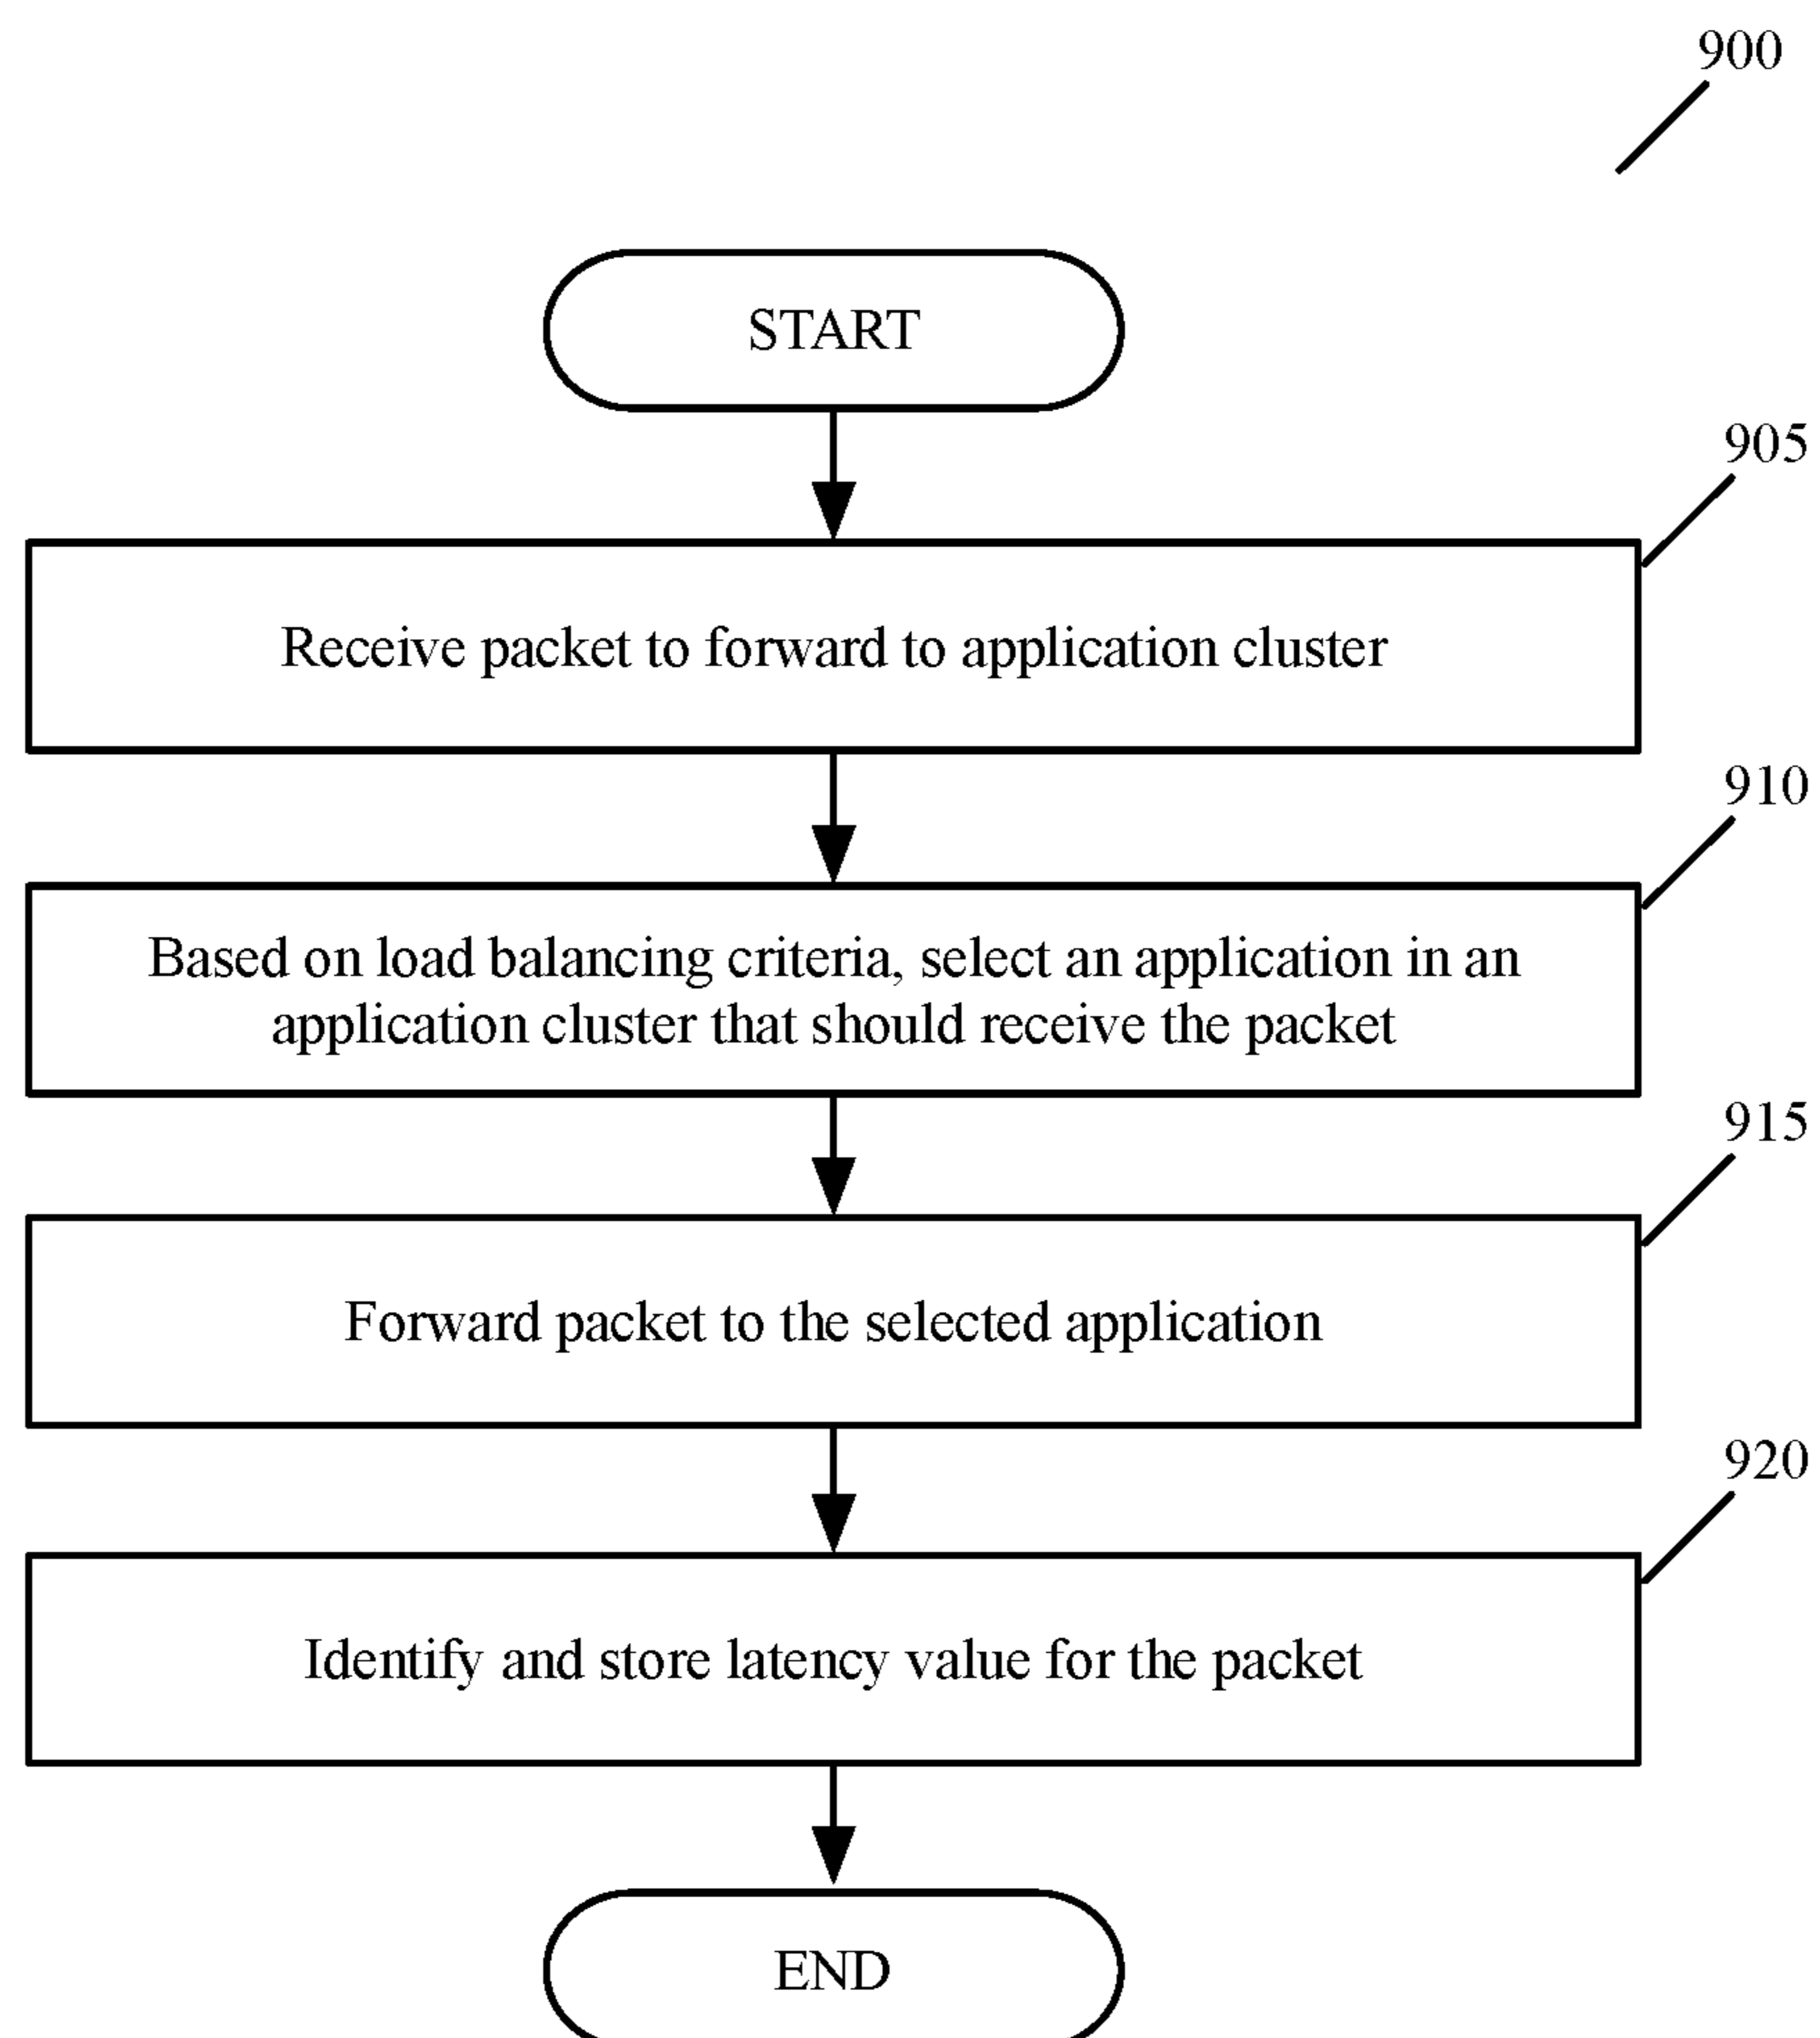 900
START
905
Receive packet to forward to application cluster
910
Based on load balancing criteria, select an application in an
application cluster that should receive the packet
915
Forward packet to the selected application
920
Identify and store latency value for the packet
END